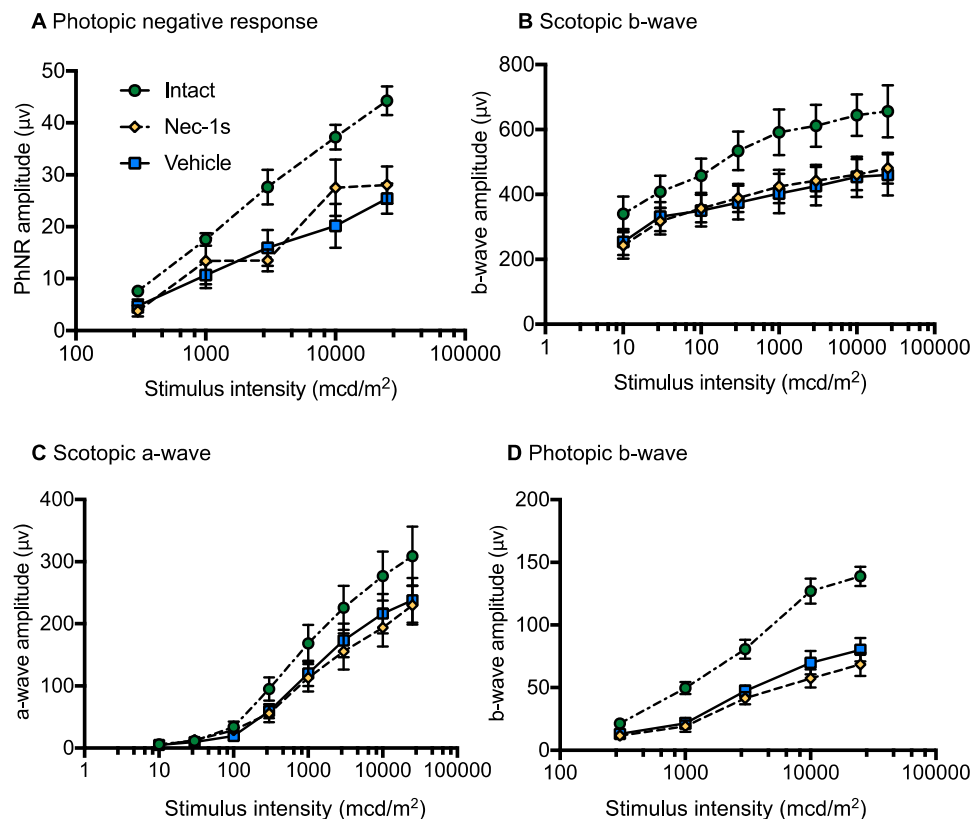 A Photopic negative response
50
40
30
20
10
0
PhNR amplitude (µv)
Intact
Nec-1s
Vehicle
100
1000
10000
100000
Stimulus intensity (mcd/m²)
B Scotopic b-wave
800
600
400
200
0
b-wave amplitude (µv)
1
10
100
1000
10000
100000
Stimulus intensity (mcd/m²)
C Scotopic a-wave
400
300
200
100
0
a-wave amplitude (µv)
1
10
100
1000
10000
100000
Stimulus intensity (mcd/m²)
D Photopic b-wave
200
150
100
50
0
b-wave amplitude (µv)
100
1000
10000
100000
Stimulus intensity (mcd/m²)